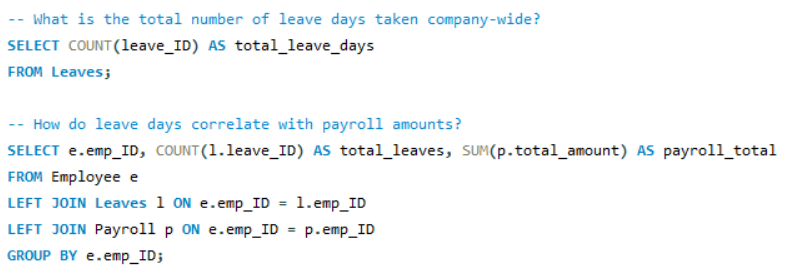 -- What is the total number of leave days taken company-wide?
SELECT COUNT(leave_ID) AS total_leave_days
FROM Leaves;
-- How do leave days correlate with payroll amounts?
SELECT e.emp_ID, COUNT(l.leave_ID) AS total_leaves, SUM(p.total_amount) AS payroll_total
FROM Employee e
LEFT JOIN Leaves l ON e.emp_ID = l.emp_ID
LEFT JOIN Payroll p ON e.emp_ID = p.emp_ID
GROUP BY e.emp_ID;